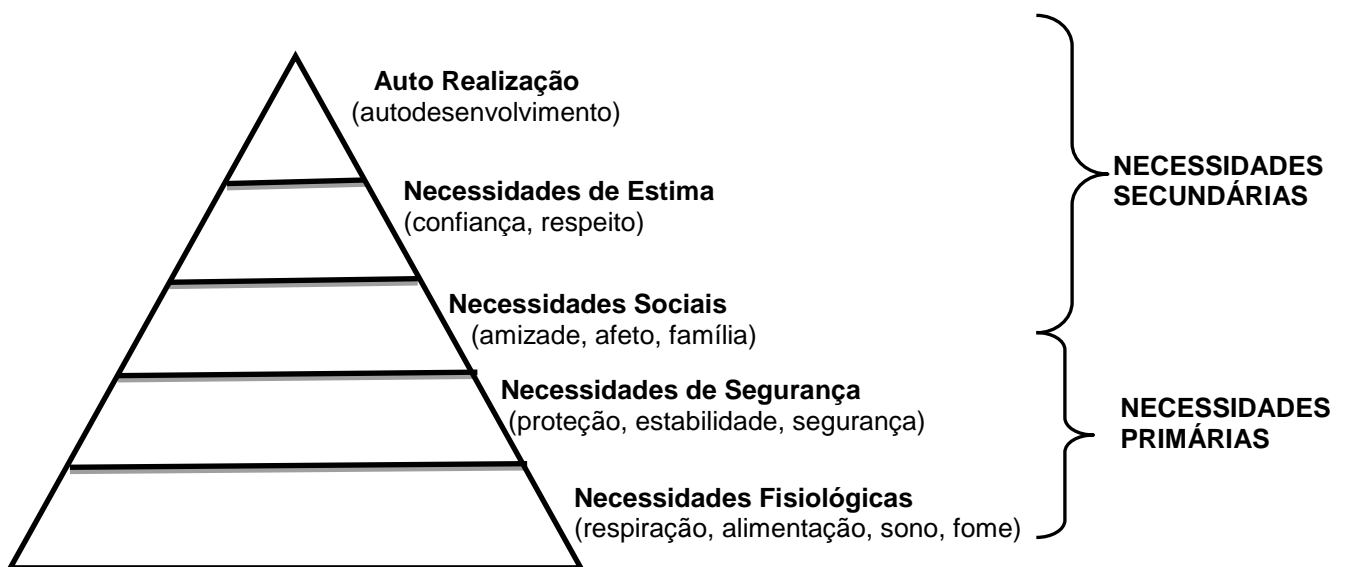 Auto Realização
(autodesenvolvimento)
NECESSIDADES
SECUNDÁRIAS
Necessidades de Estima
(confiança, respeito)
Necessidades Sociais
(amizade, afeto, família)
Necessidades de Segurança
(proteção, estabilidade, segurança)
NECESSIDADES
PRIMÁRIAS
Necessidades Fisiológicas
(respiração, alimentação, sono, fome)